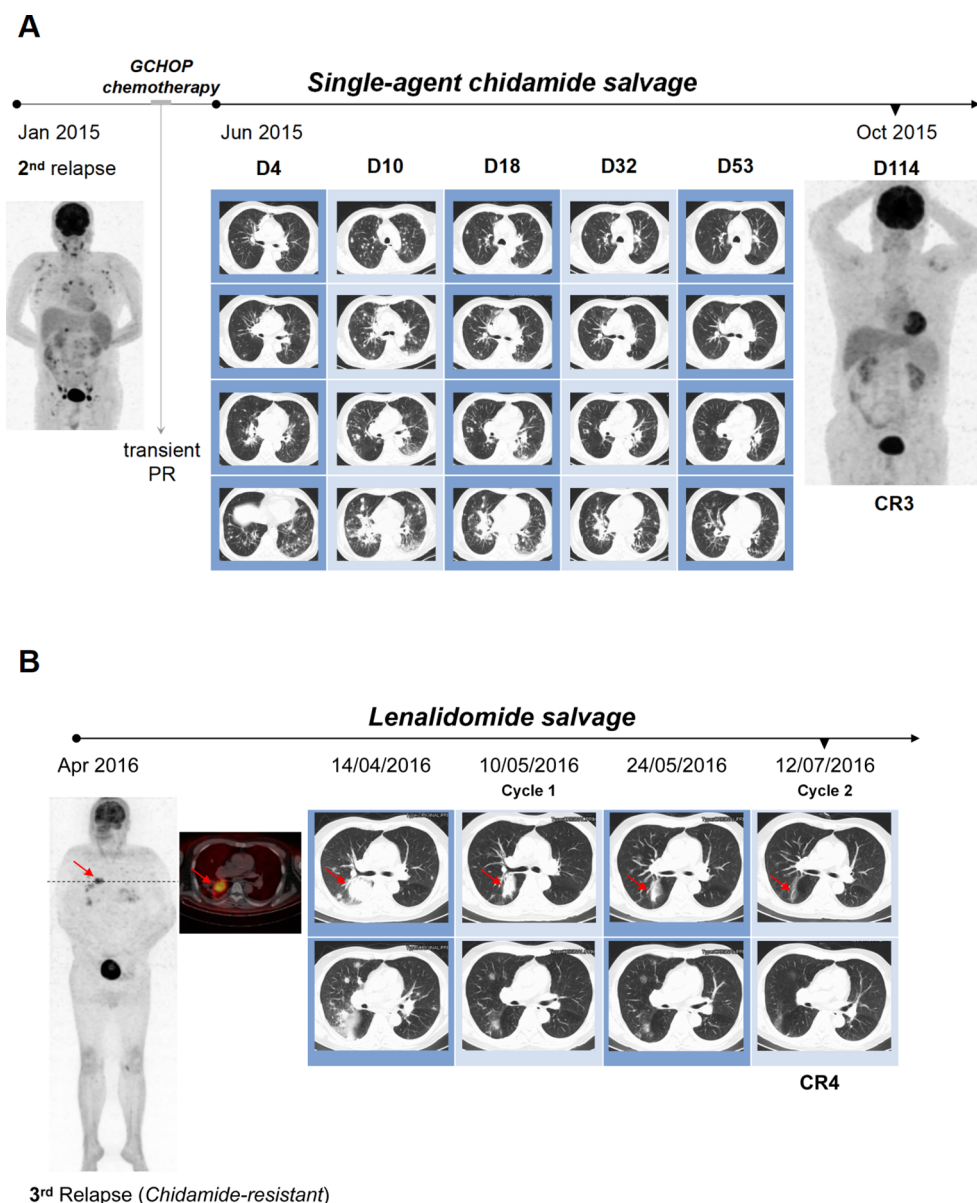 A
GCHOP
chemotherapy
Single-agent chidamide salvage
Jan 2015
Jun 2015
Oct 2015
2nd relapse
D4
D10
D18
D32
D53
D114
transient
PR
CR3
B
Lenalidomide salvage
Apr 2016
14/04/2016
10/05/2016
24/05/2016
12/07/2016
Cycle 1
Cycle 2
CR4
3rd Relapse (Chidamide-resistant)